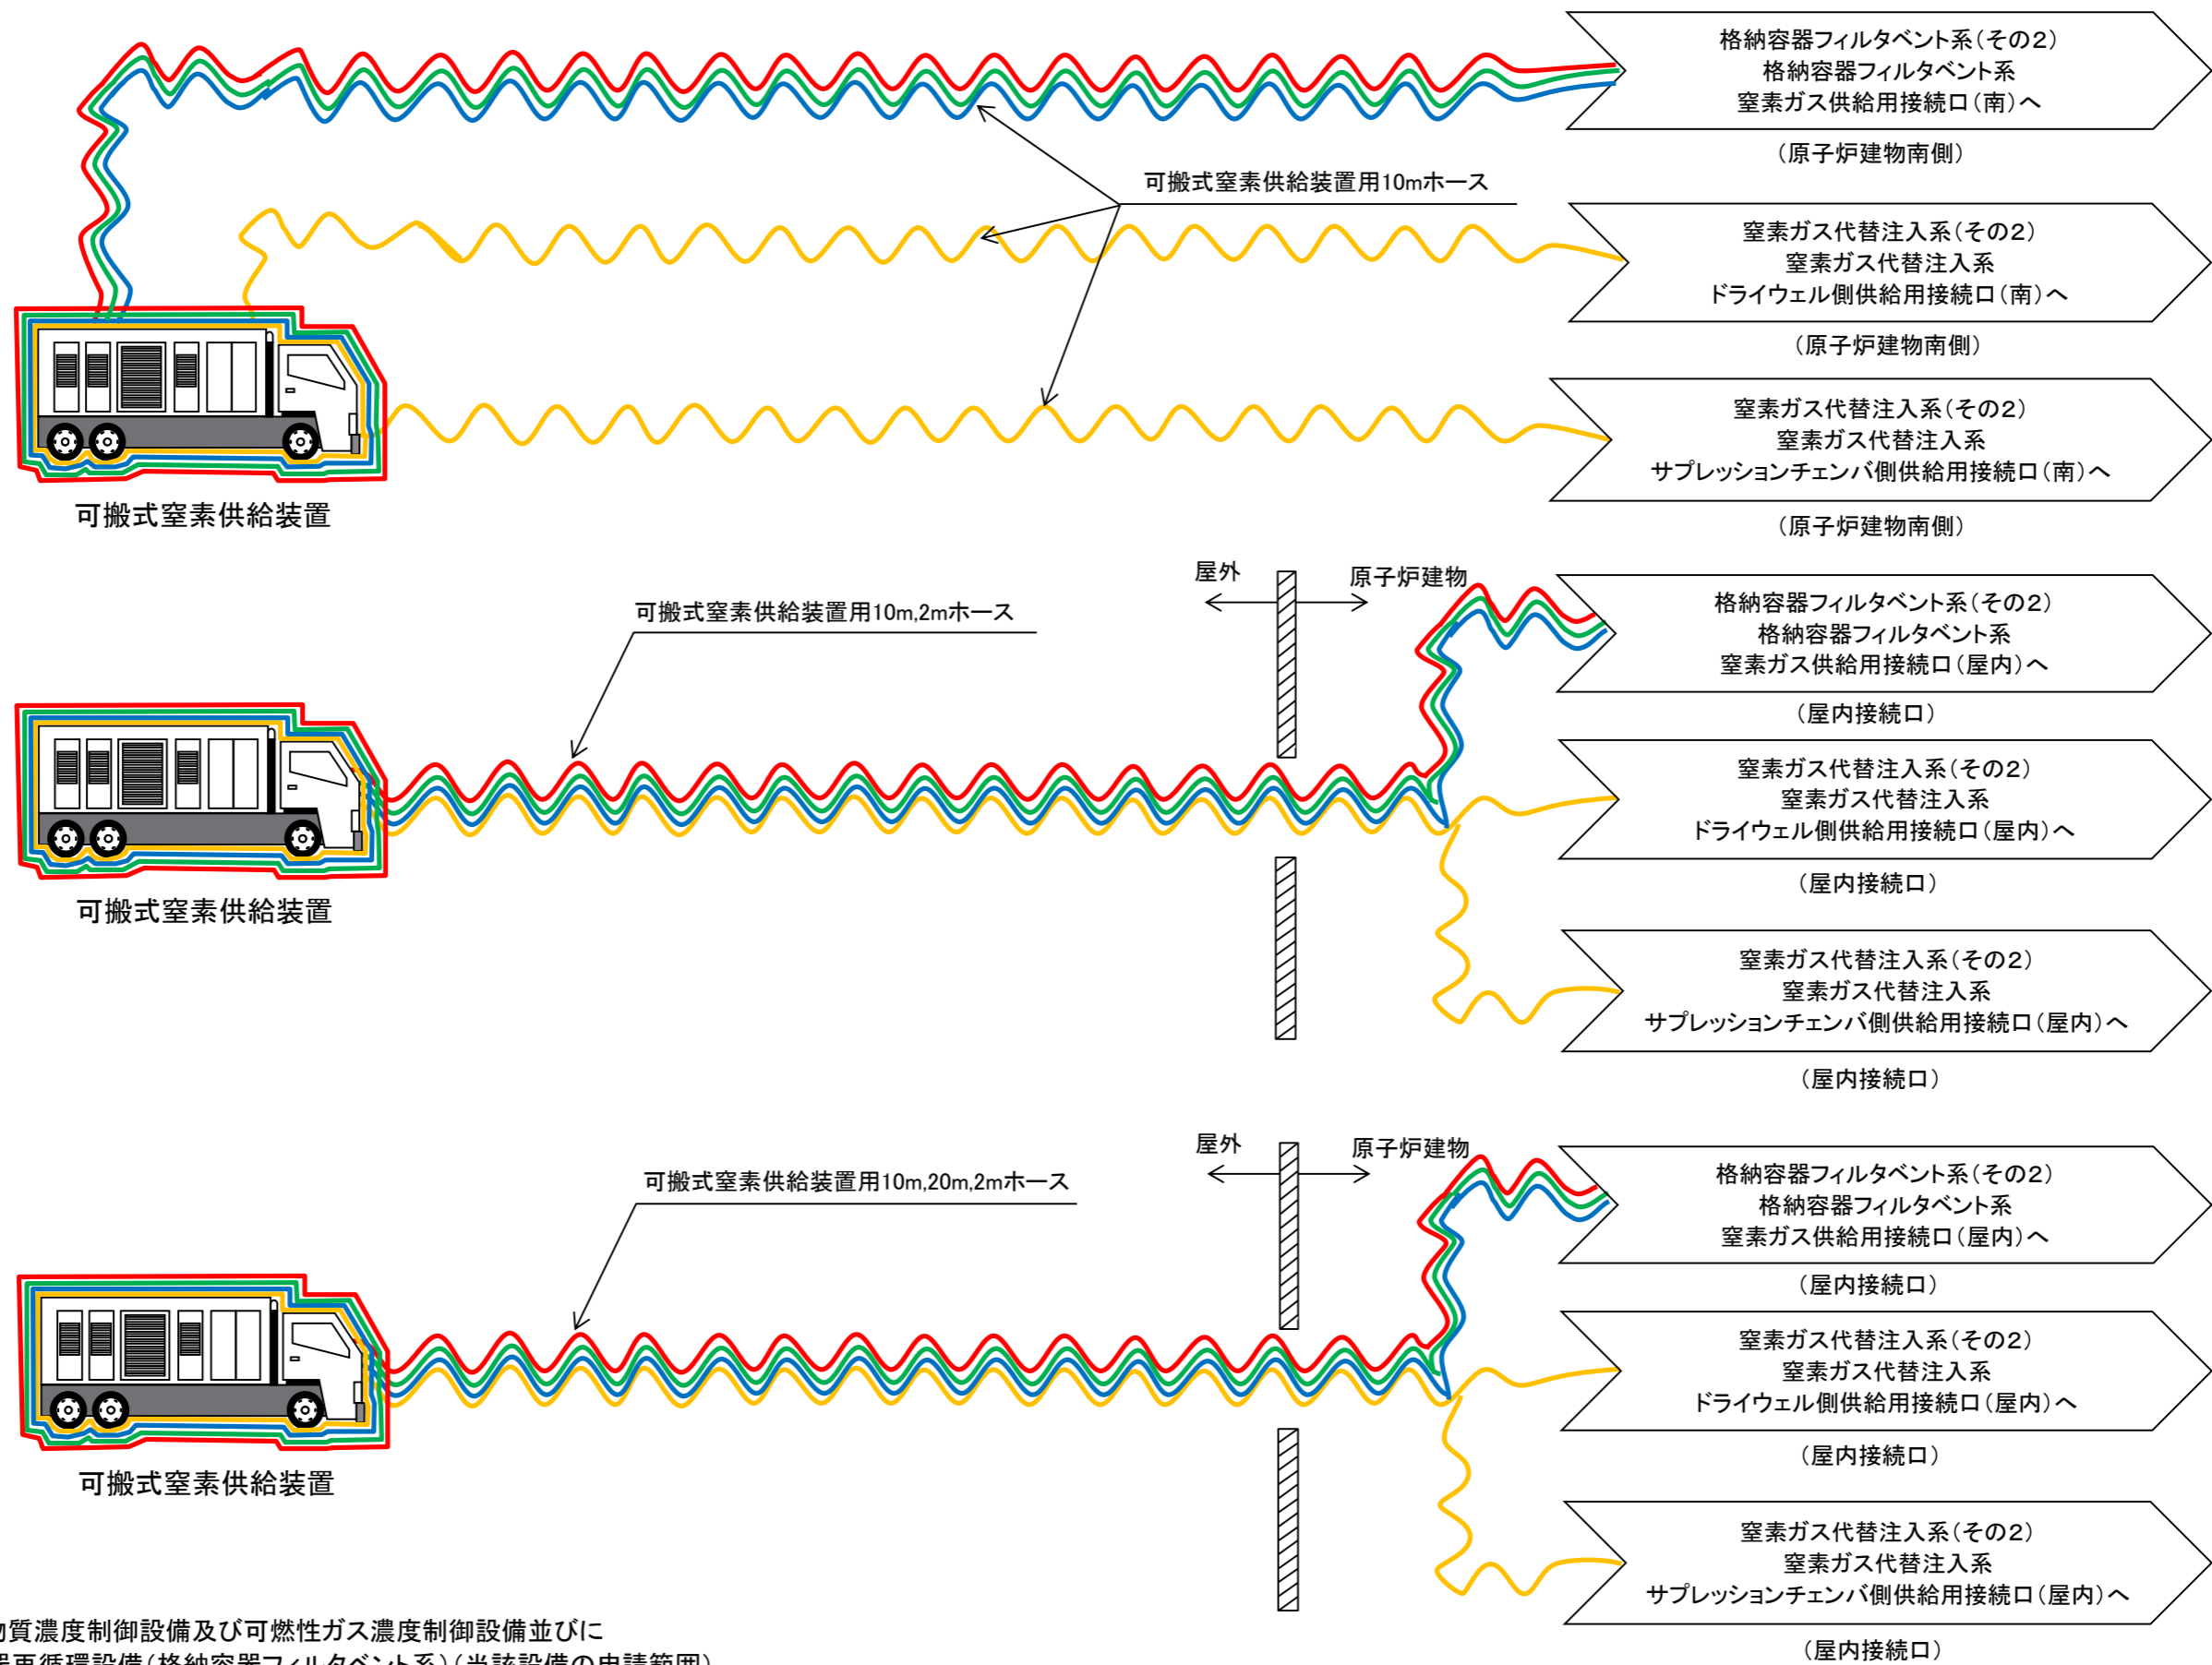 格納容器フィルタベント系（その2）
格納容器フィルタベント系
窒素ガス供給用接続口（南）へ
（原子炉建物南側）
可搬式窒素供給装置用10mホース
窒素ガス代替注入系（その2）
窒素ガス代替注入系
ドライウェル側供給用接続口（南）へ
（原子炉建物南側）
窒素ガス代替注入系（その2）
窒素ガス代替注入系
サプレッションチェンバ側供給用接続口（南）へ
（原子炉建物南側）
可搬式窒素供給装置
屋外
原子炉建物
可搬式窒素供給装置用10m,2mホース
格納容器フィルタベント系（その2）
格納容器フィルタベント系
窒素ガス供給用接続口（屋内）へ
（屋内接続口）
窒素ガス代替注入系（その2）
窒素ガス代替注入系
ドライウェル側供給用接続口（屋内）へ
（屋内接続口）
可搬式窒素供給装置
窒素ガス代替注入系（その2）
窒素ガス代替注入系
サプレッションチェンバ側供給用接続口（屋内）へ
（屋内接続口）
屋外
原子炉建物
可搬式窒素供給装置用10m,20m,2mホース
格納容器フィルタベント系（その2）
格納容器フィルタベント系
窒素ガス供給用接続口（屋内）へ
（屋内接続口）
窒素ガス代替注入系（その2）
窒素ガス代替注入系
ドライウェル側供給用接続口（屋内）へ
（屋内接続口）
可搬式窒素供給装置
窒素ガス代替注入系（その2）
窒素ガス代替注入系
サプレッションチェンバ側供給用接続口（屋内）へ
（屋内接続口）
質濃度制御設備及び可燃性ガス濃度制御設備並びに
再循環設備（格納容器フィルタベント系）（当該設備の申請範囲）